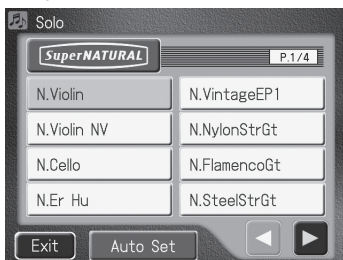 Solo
SuperNATURAL
P.1/4
N.Violin
N.VintageEP1
N.Violin NV
N.NylonStrGt
N.Cello
N.FlamencoGt
N.Er Hu
N.SteelStrGt
Exit
Auto Set